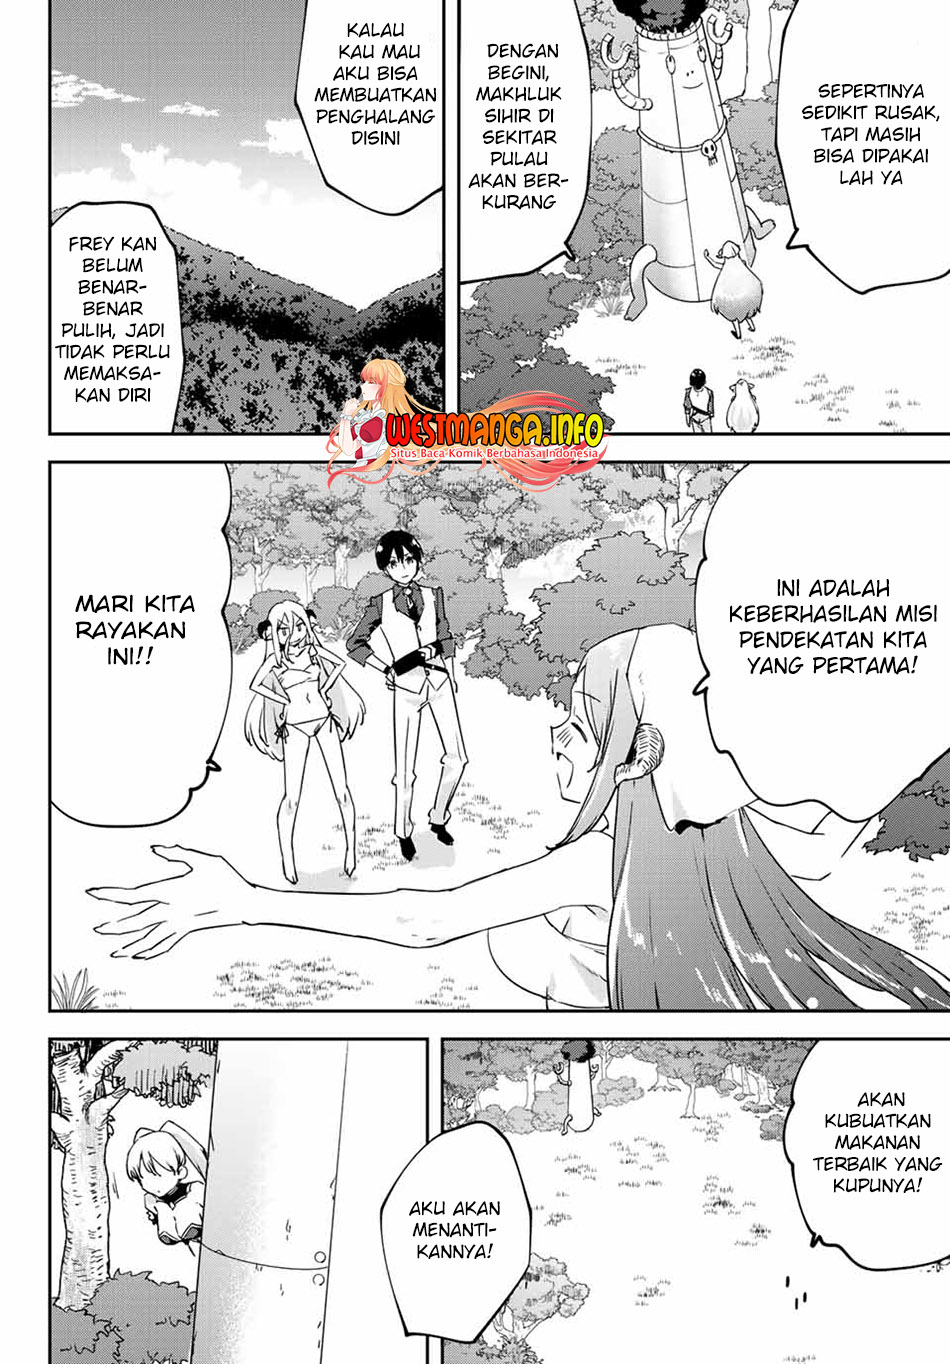 SEPERTINYA
SEDIKIT RUSAK,
TAPI MASIH
BISA DIPAKAI
LAH YA
DENGAN
BEGINI,
MAKHLUK
SIHIR DI
SEKITAR
PULAU
AKAN BER-
KURANG
KALAU
KAU MAU
AKU BISA
MEMBUATKAN
PENGHALANG
DISINI
FREY KAN
BELUM
BENAR-
BENAR
PULIH, JADI
TIDAK PERLU
MEMAKSA-
KAN DIRI
WESTMANGA.INFO
Situs Baca Komik Berbahasa Indonesia
INI ADALAH
KEBERHASILAN MISI
PENDEKATAN KITA
YANG PERTAMA!
MARI KITA
RAYAKAN
INI!!
AKAN
KUBUATKAN
MAKANAN
TERBAIK YANG
KUPUNYA!
AKU AKAN
MENANTI-
KANNYA!